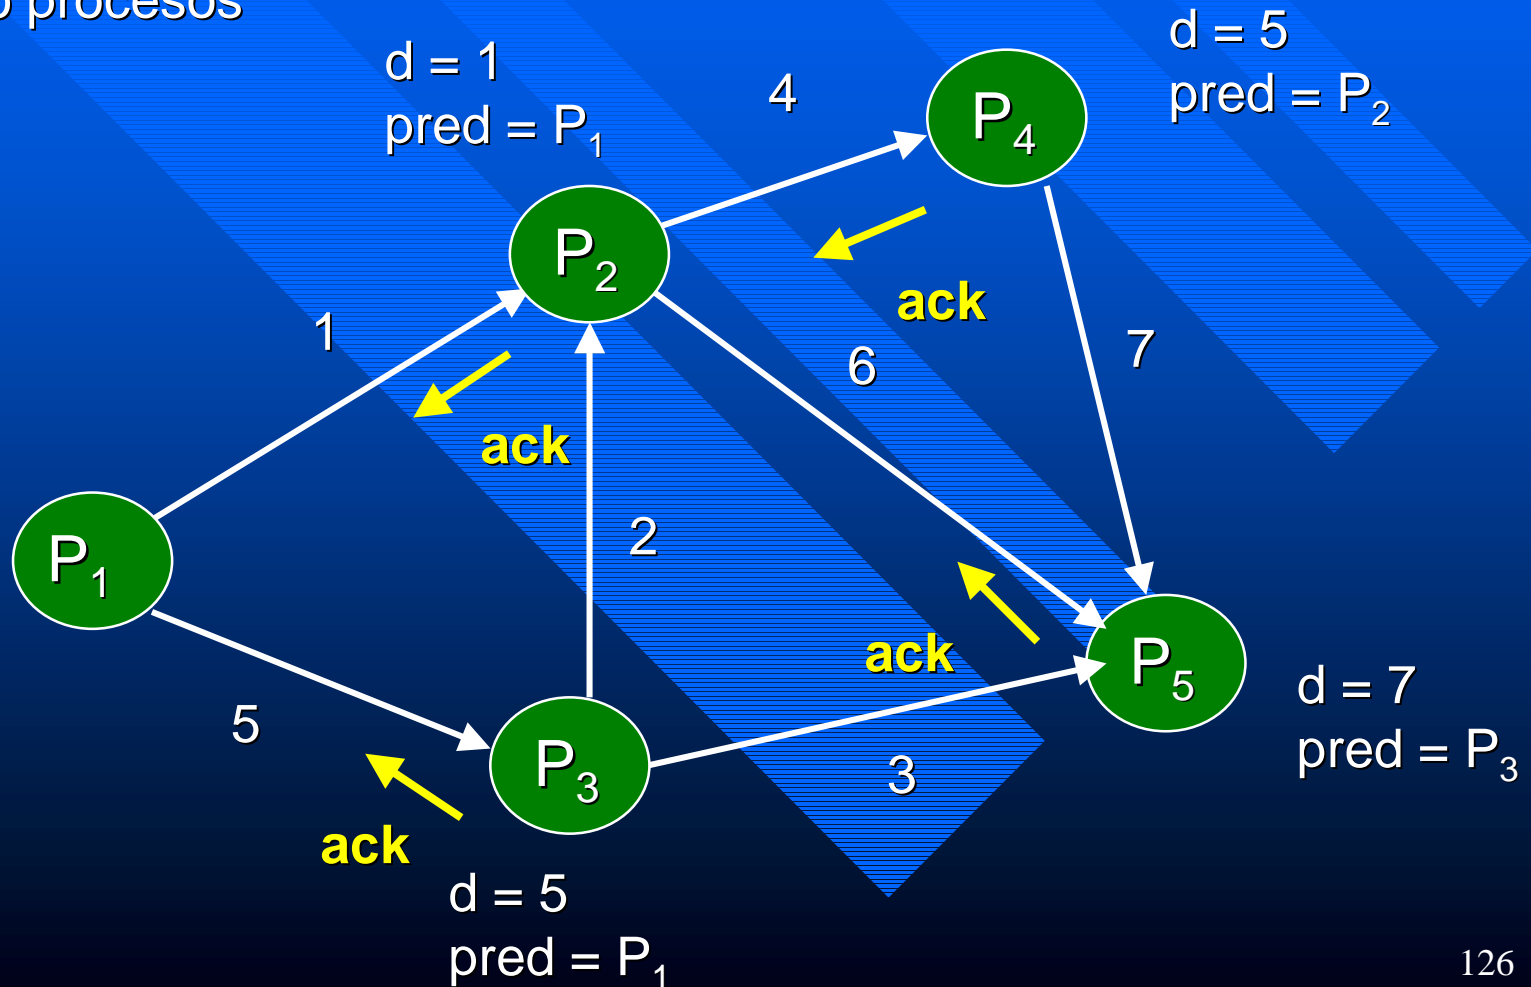 procesos
d = 1
pred = P1
4
d = 5
pred = P2
P4
P2
ack
1
6
7
ack
2
P1
ack
P5
5
P3
3
d = 7
pred = P3
ack
d = 5
pred = P1
126